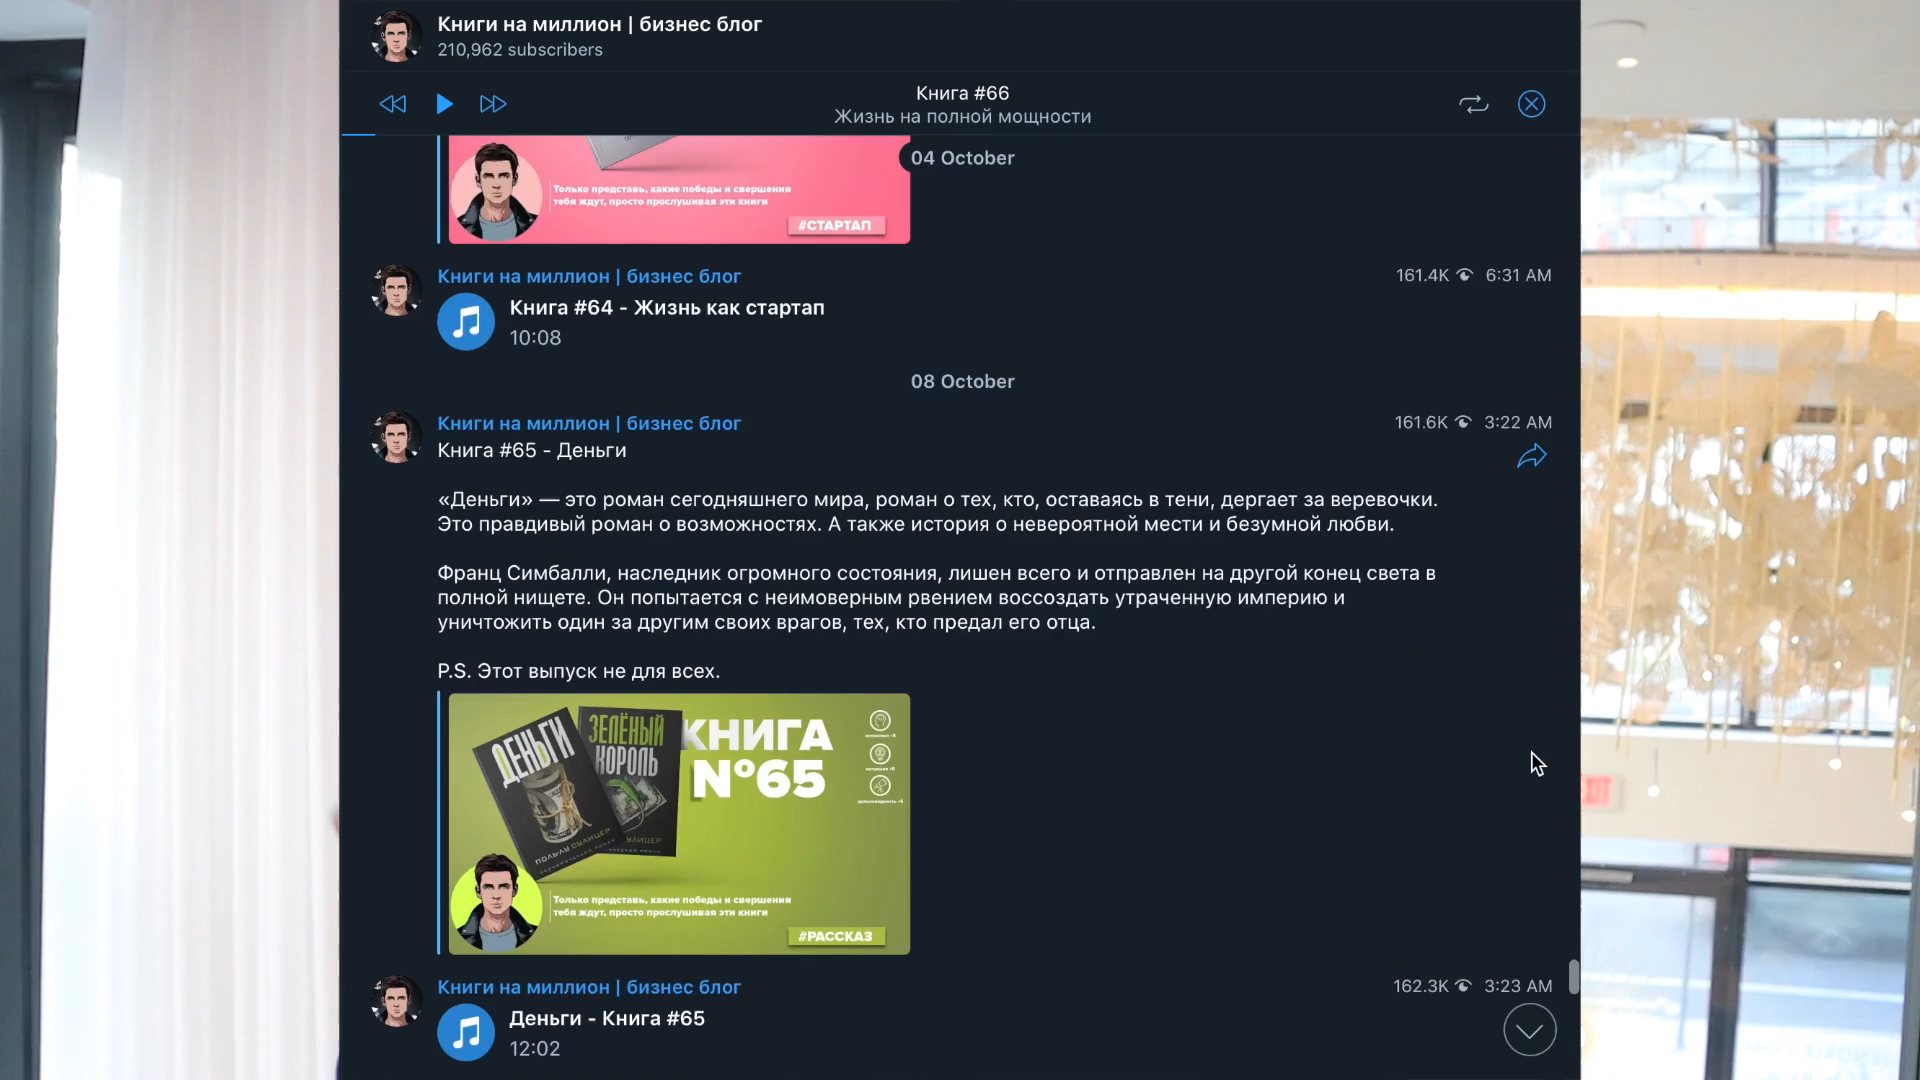 Книги на миллион | бизнес блог
210,962 subscribers
Книга #66
Жизнь на полной мощности
04 October
Только представь, какие победы и свершения
тебя ждут, просто прослушивая эти книги
#СТАРТАП
Книги на миллион | бизнес блог
161.4K 6:31 AM
Книга #64 - Жизнь как стартап
10:08
08 October
Книги на миллион | бизнес блог
161.6K 3:22 AM
Книга #65 - Деньги
«Деньги» — это роман сегодняшнего мира, роман о тех, кто, оставаясь в тени, дергает за веревочки.
Это правдивый роман о возможностях. А также история о невероятной мести и безумной любви.
Франц Симбалли, наследник огромного состояния, лишен всего и отправлен на другой конец света в
полной нищете. Он попытается с неимоверным рвением воссоздать утраченную империю и
уничтожить один за другим своих врагов, тех, кто предал его отца.
P.S. Этот выпуск не для всех.
ДЕНЬГИ
ЗЕЛЁНЫЙ
КОРОЛЬ
КНИГА
№65
Только представь, какие победы и свершения
тебя ждут, просто прослушивая эти книги
#РАССКАЗ
Книги на миллион | бизнес блог
162.3K 3:23 AM
Деньги - Книга #65
12:02